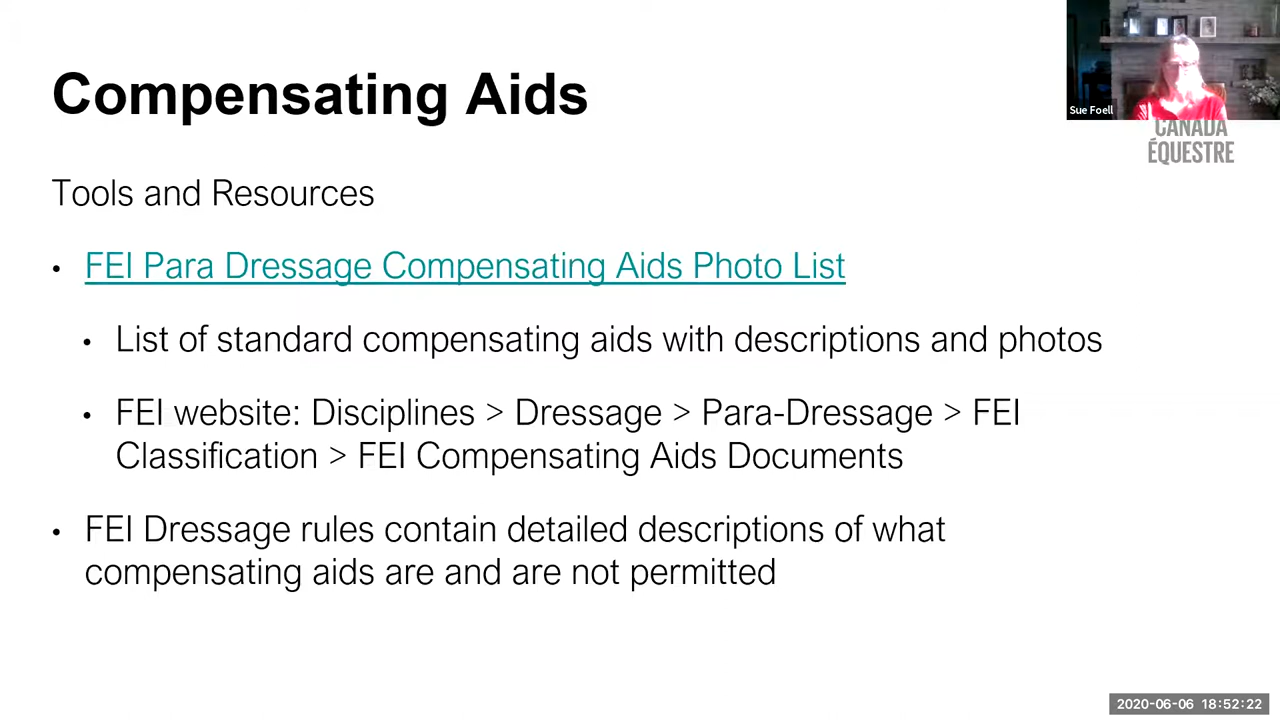 Compensating Aids
Sue Foell
CANADA
ÉQUESTRE
Tools and Resources
• FEI Para Dressage Compensating Aids Photo List
• List of standard compensating aids with descriptions and photos
• FEI website: Disciplines > Dressage > Para-Dressage > FEI
Classification > FEI Compensating Aids Documents
• FEI Dressage rules contain detailed descriptions of what
compensating aids are and are not permitted
2020-06-06 18:52:22